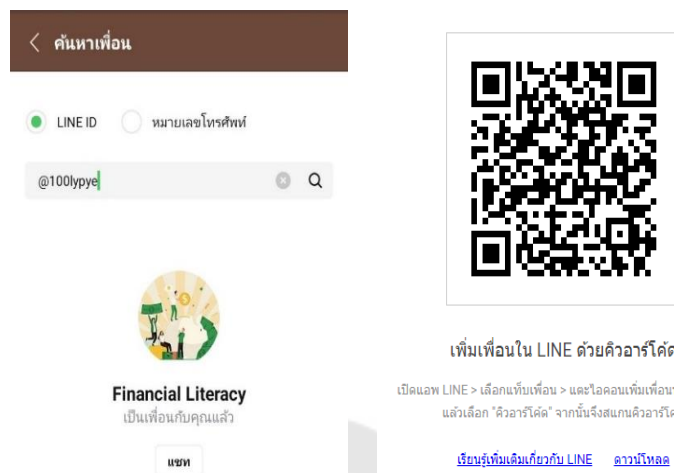 ค้นหาเพื่อน
LINE ID
หมายเลขโทรศัพท์
@100lypye
Financial Literacy
เป็นเพื่อนกับคุณแล้ว
แชท
เพิ่มเพื่อนใน LINE ด้วยคิวอาร์โค้ด
เปิดแอพ LINE > เลือกแท็บเพื่อน > แตะไอคอนเพิ่มเพื่อน
แล้วเลือก "คิวอาร์โค้ด" จากนั้นจึงสแกนคิวอาร์โค้
เรียนรู้เพิ่มเติมเกี่ยวกับ LINE ดาวน์โหลด